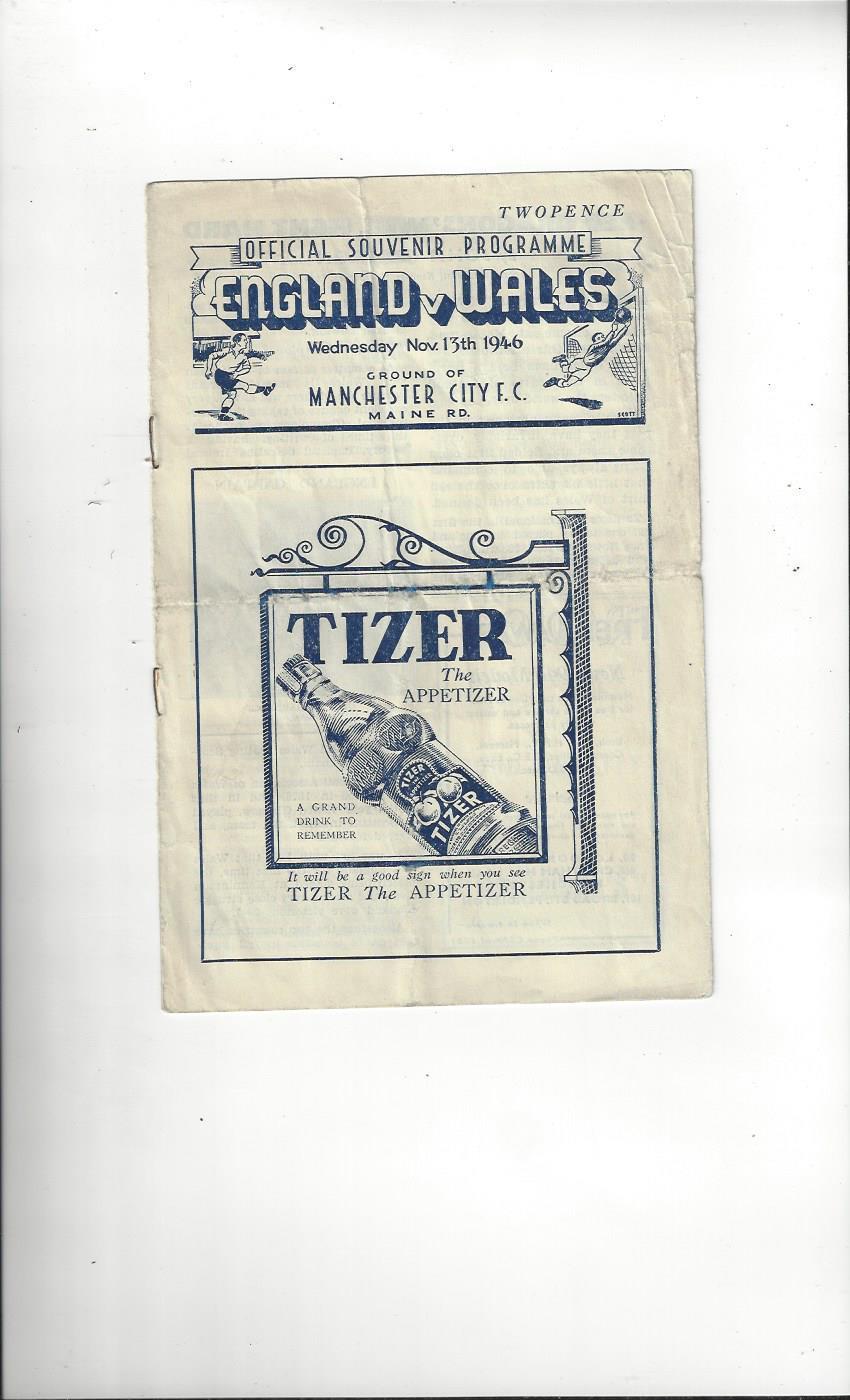 TWOPENCE
OFFICIAL SOUVENIR PROGRAMME
ENGLAND v WALES
Wednesday Nov. 13th 1946
GROUND OF
MANCHESTER CITY F.C.
MAINE RD.
SCOTT
TIZER
The
APPETIZER
TIZER
APPETIZER
TIZER
A GRAND
DRINK TO
REMEMBER
It will be a good sign when you see
TIZER The APPETIZER